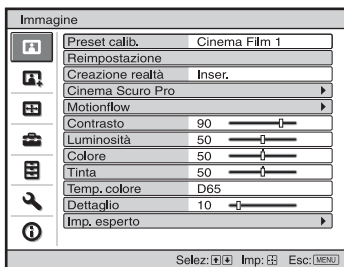 Immagine
Preset calib. Cinema Film 1
Reimpostazione
Creazione realtà Inser.
Cinema Scuro Pro
Motionflow
Contrasto 90
Luminosità 50
Colore 50
Tinta 50
Temp. colore D65
Dettaglio 10
Imp. esperto
Selez: Imp: Esc: MENU